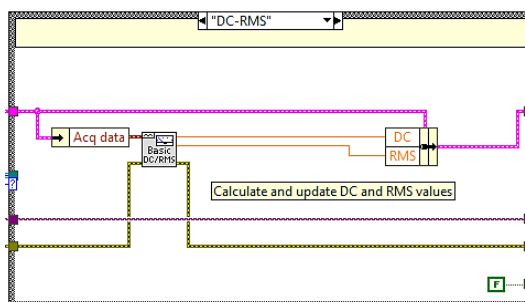 "DC-RMS"
Acq data
Basic
DC/RMS
DC
RMS
?
Calculate and update DC and RMS values
F